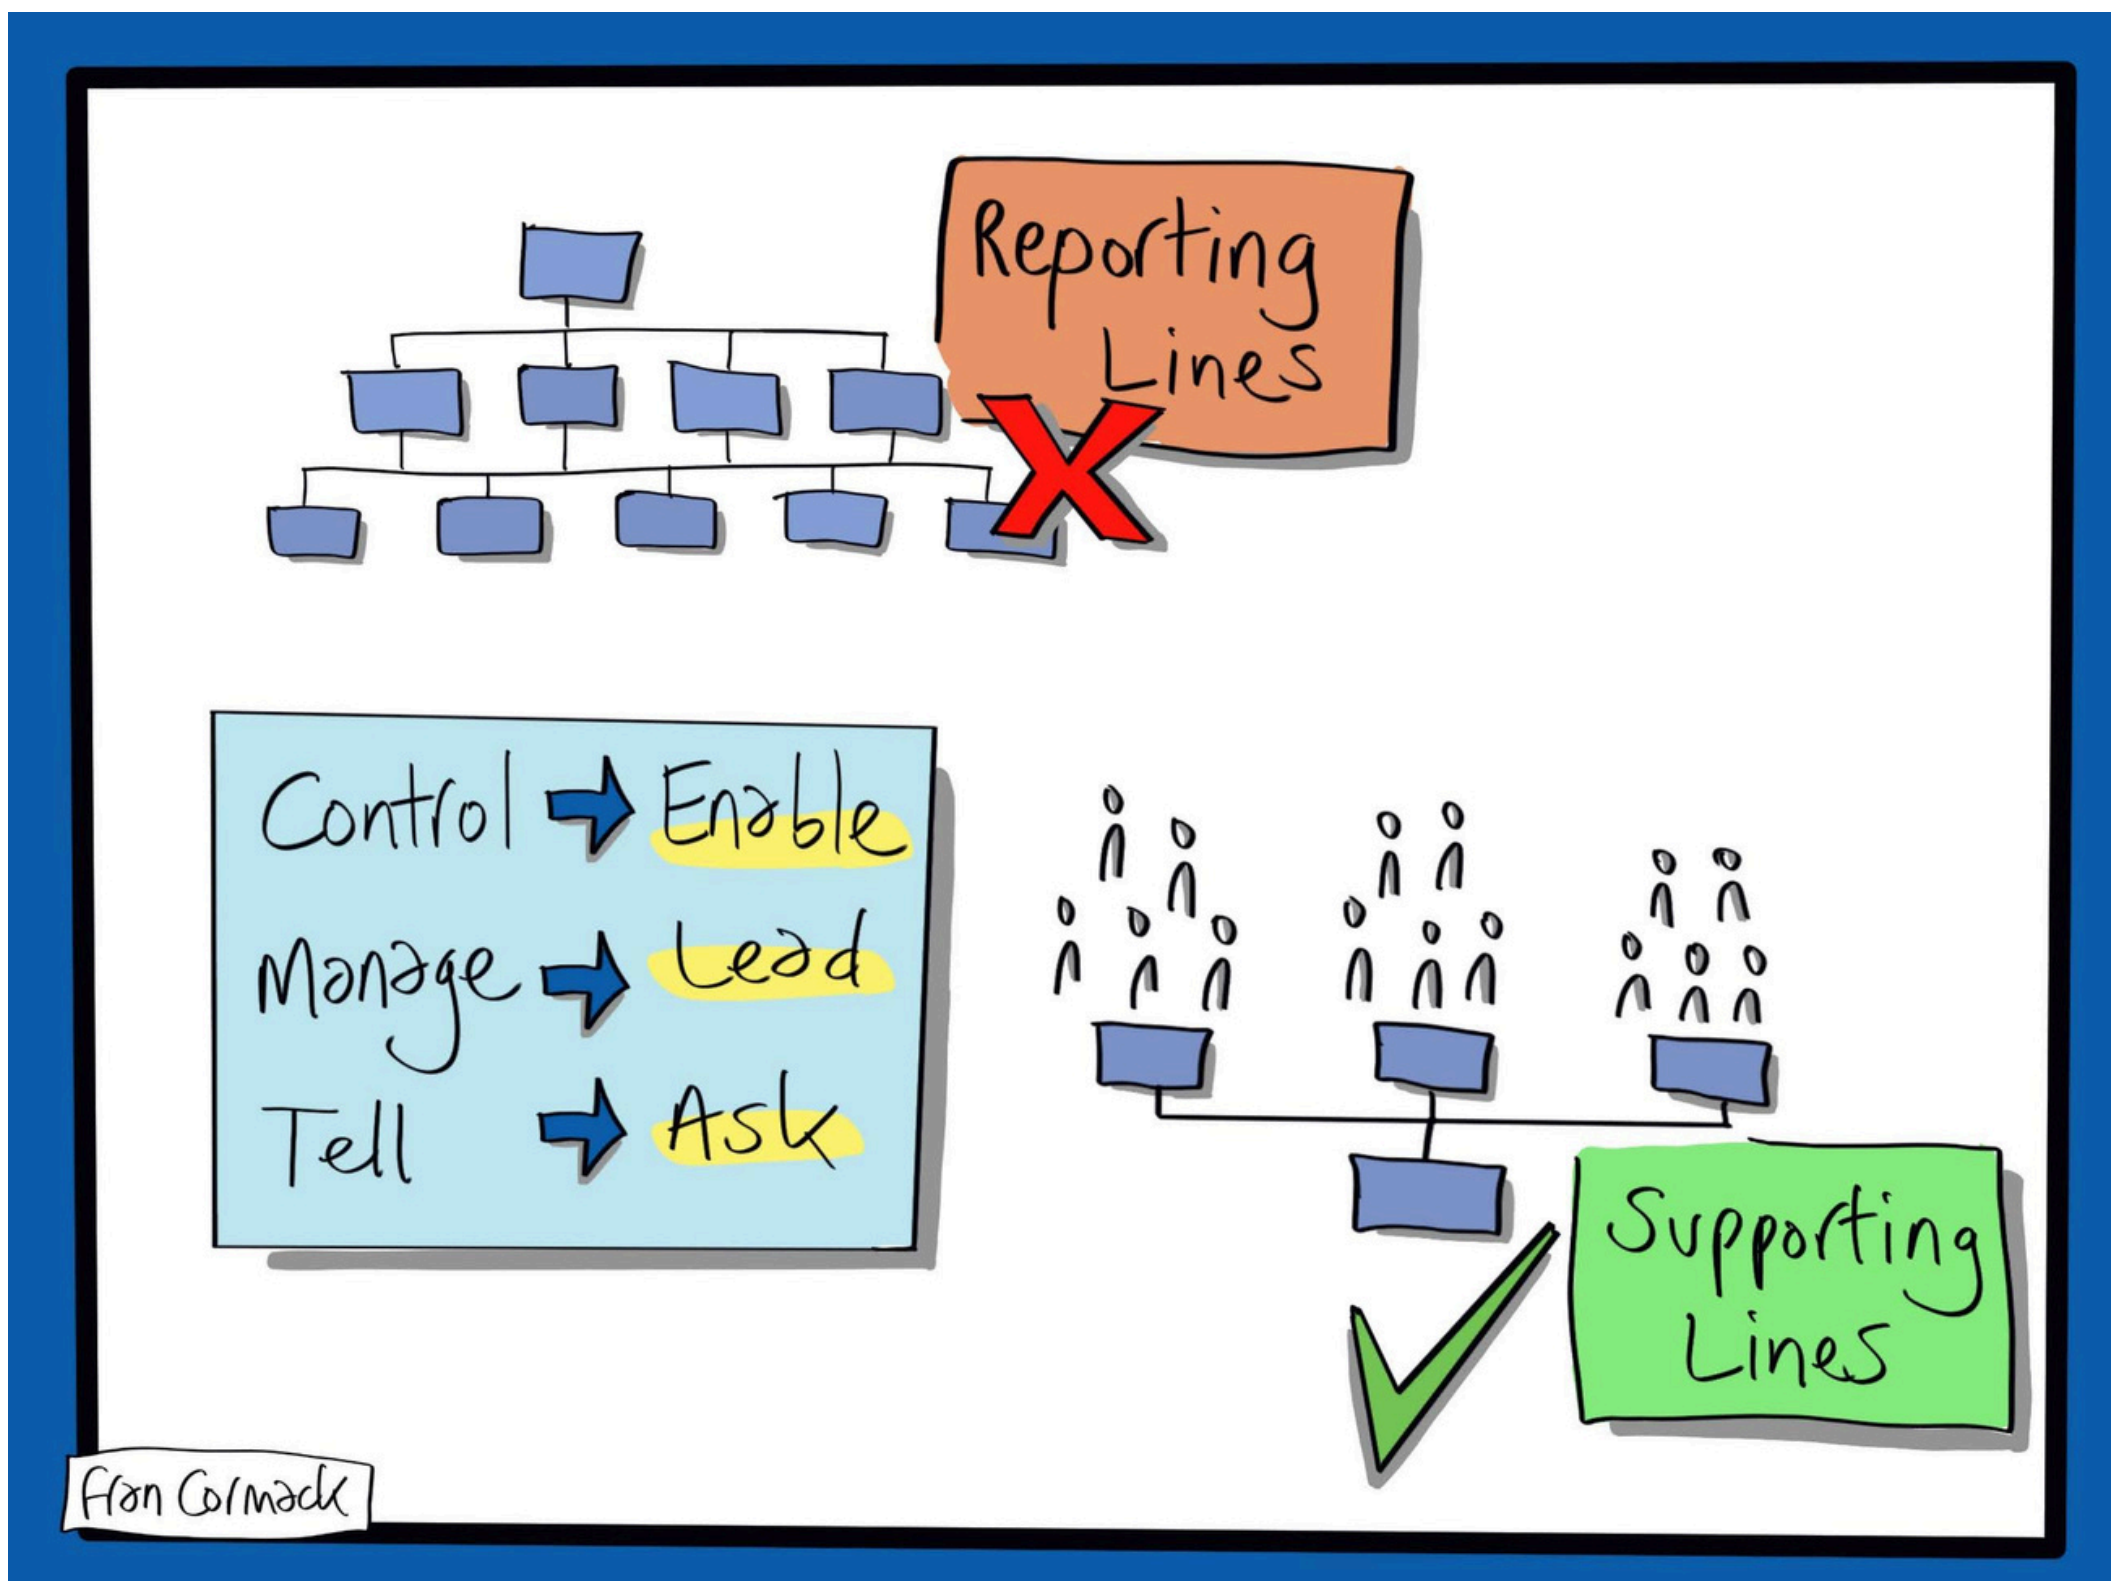 Reporting
Lines
Control → Enable
Manage → Lead
Tell → Ask
Supporting
Lines
Fran Cormack